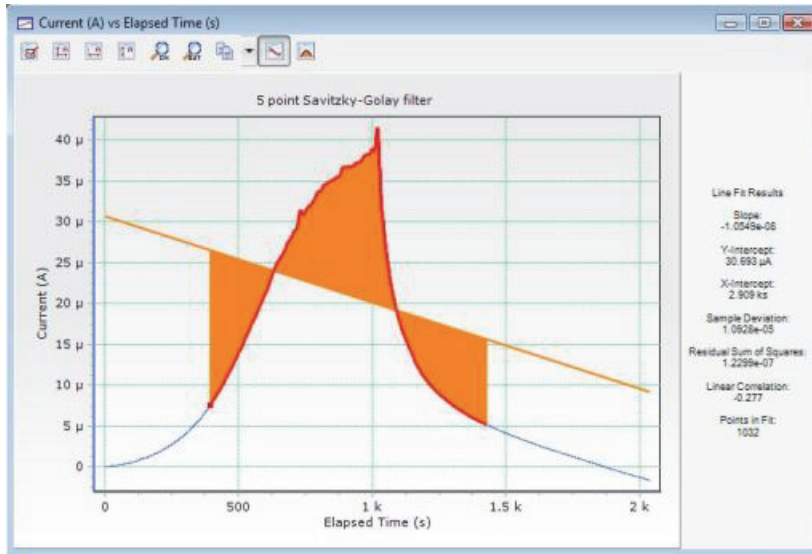 Current (A) vs Elapsed Time (s)
5 point Savitzky-Golay filter
40 µ
35 µ
30 µ
25 µ
20 µ
15 µ
10 µ
5 µ
0
Current (A)
0
500
1 k
1.5 k
2 k
Elapsed Time (s)
Line Fit Results
Slope:
-1.0549e-08
Y-Intercept:
30.693 µA
X-Intercept:
2.909 ks
Sample Deviation:
1.0928e-05
Residual Sum of Squares:
1.2299e-07
Linear Correlation:
-0.277
Points in Fit:
1032